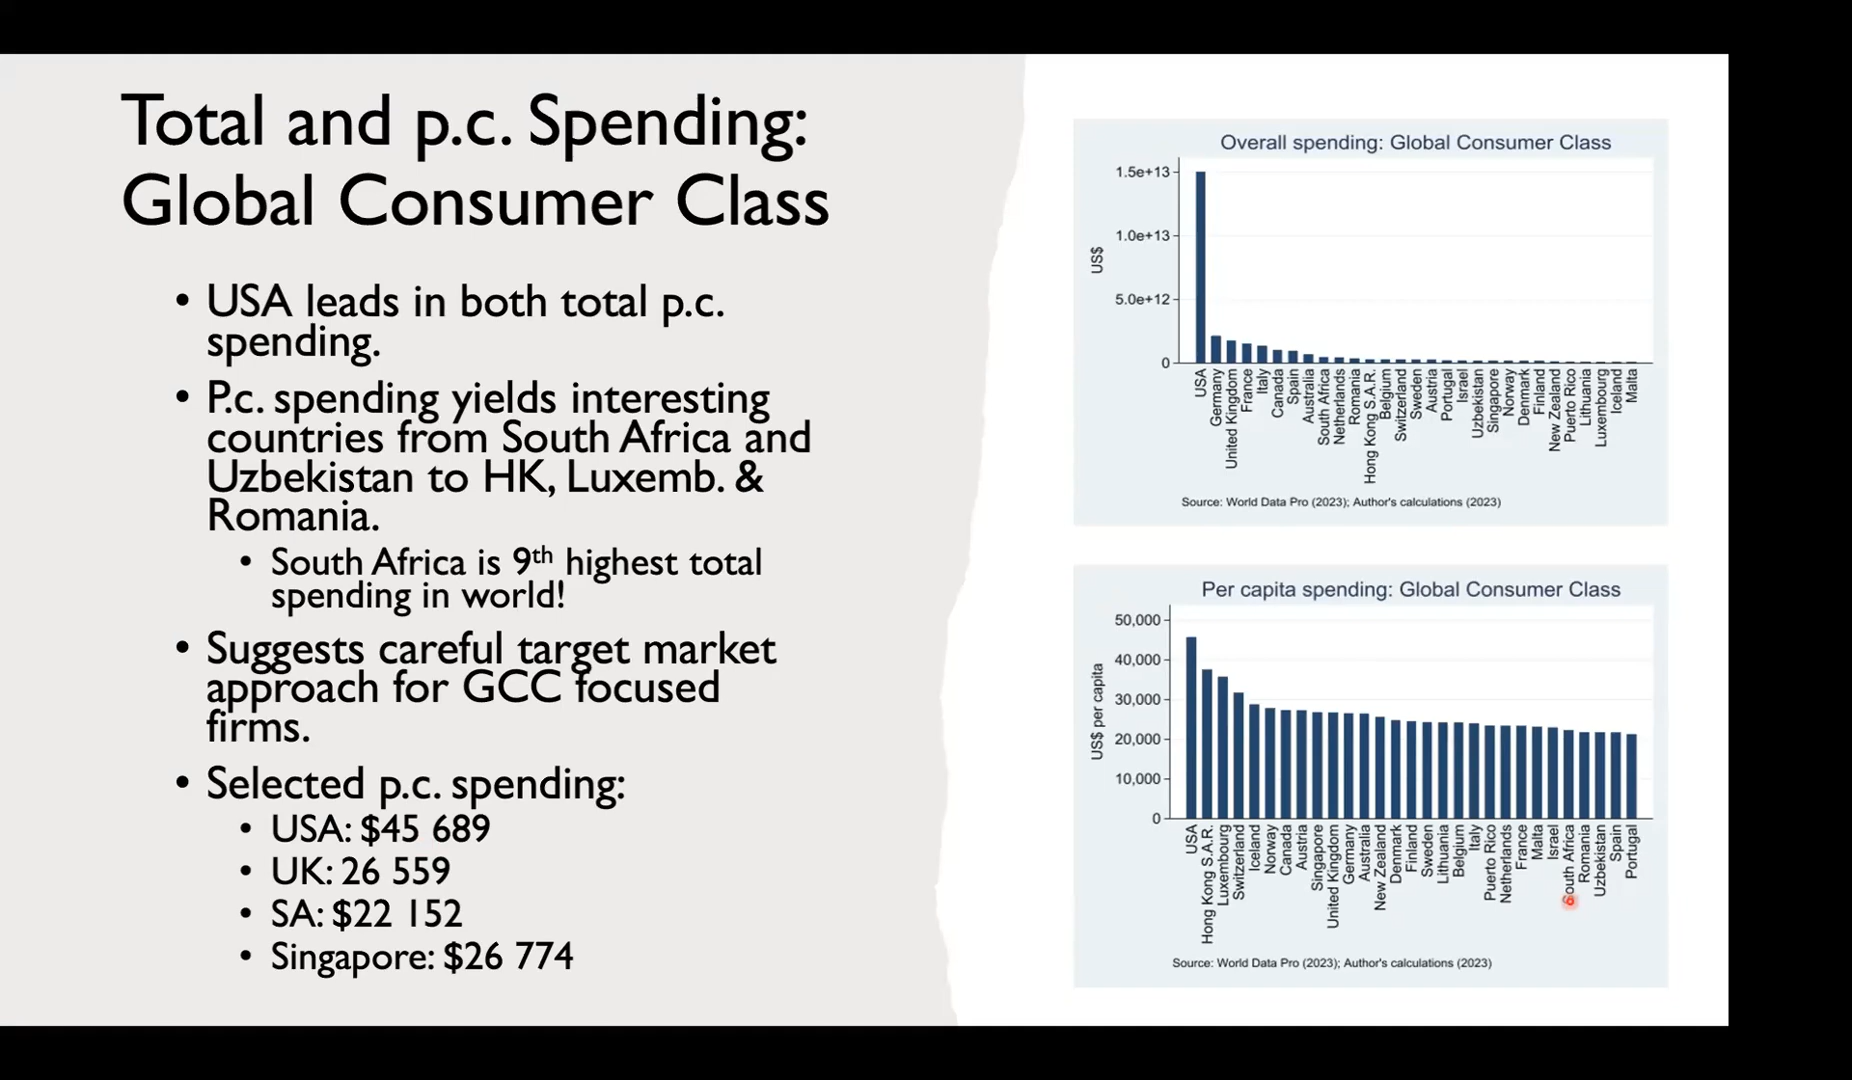 Total and p.c. Spending:
Global Consumer Class
• USA leads in both total p.c.
spending.
• P.c. spending yields interesting
countries from South Africa and
Uzbekistan to HK, Luxemb. &
Romania.
• South Africa is 9th highest total
spending in world!
• Suggests careful target market
approach for GCC focused
firms.
• Selected p.c. spending:
• USA: $45 689
• UK: 26 559
• SA: $22 152
• Singapore: $26 774
Overall spending: Global Consumer Class
US$
1.5e+13
1.0e+13
5.0e+12
0
USA
Germany
United Kingdom
France
Italy
Canada
Spain
Australia
South Africa
Netherlands
Romania
Hong Kong S.A.R.
Belgium
Switzerland
Sweden
Austria
Portugal
Israel
Uzbekistan
Singapore
Norway
Denmark
Finland
New Zealand
Puerto Rico
Lithuania
Luxembourg
Iceland
Malta
Source: World Data Pro (2023); Author's calculations (2023)
Per capita spending: Global Consumer Class
US$ per capita
50,000
40,000
30,000
20,000
10,000
0
USA
Hong Kong S.A.R.
Luxembourg
Switzerland
Iceland
Norway
Canada
Austria
Singapore
United Kingdom
Germany
Australia
New Zealand
Denmark
Finland
Sweden
Lithuania
Belgium
Italy
Puerto Rico
Netherlands
France
Malta
Israel
South Africa
Romania
Uzbekistan
Spain
Portugal
Source: World Data Pro (2023); Author's calculations (2023)